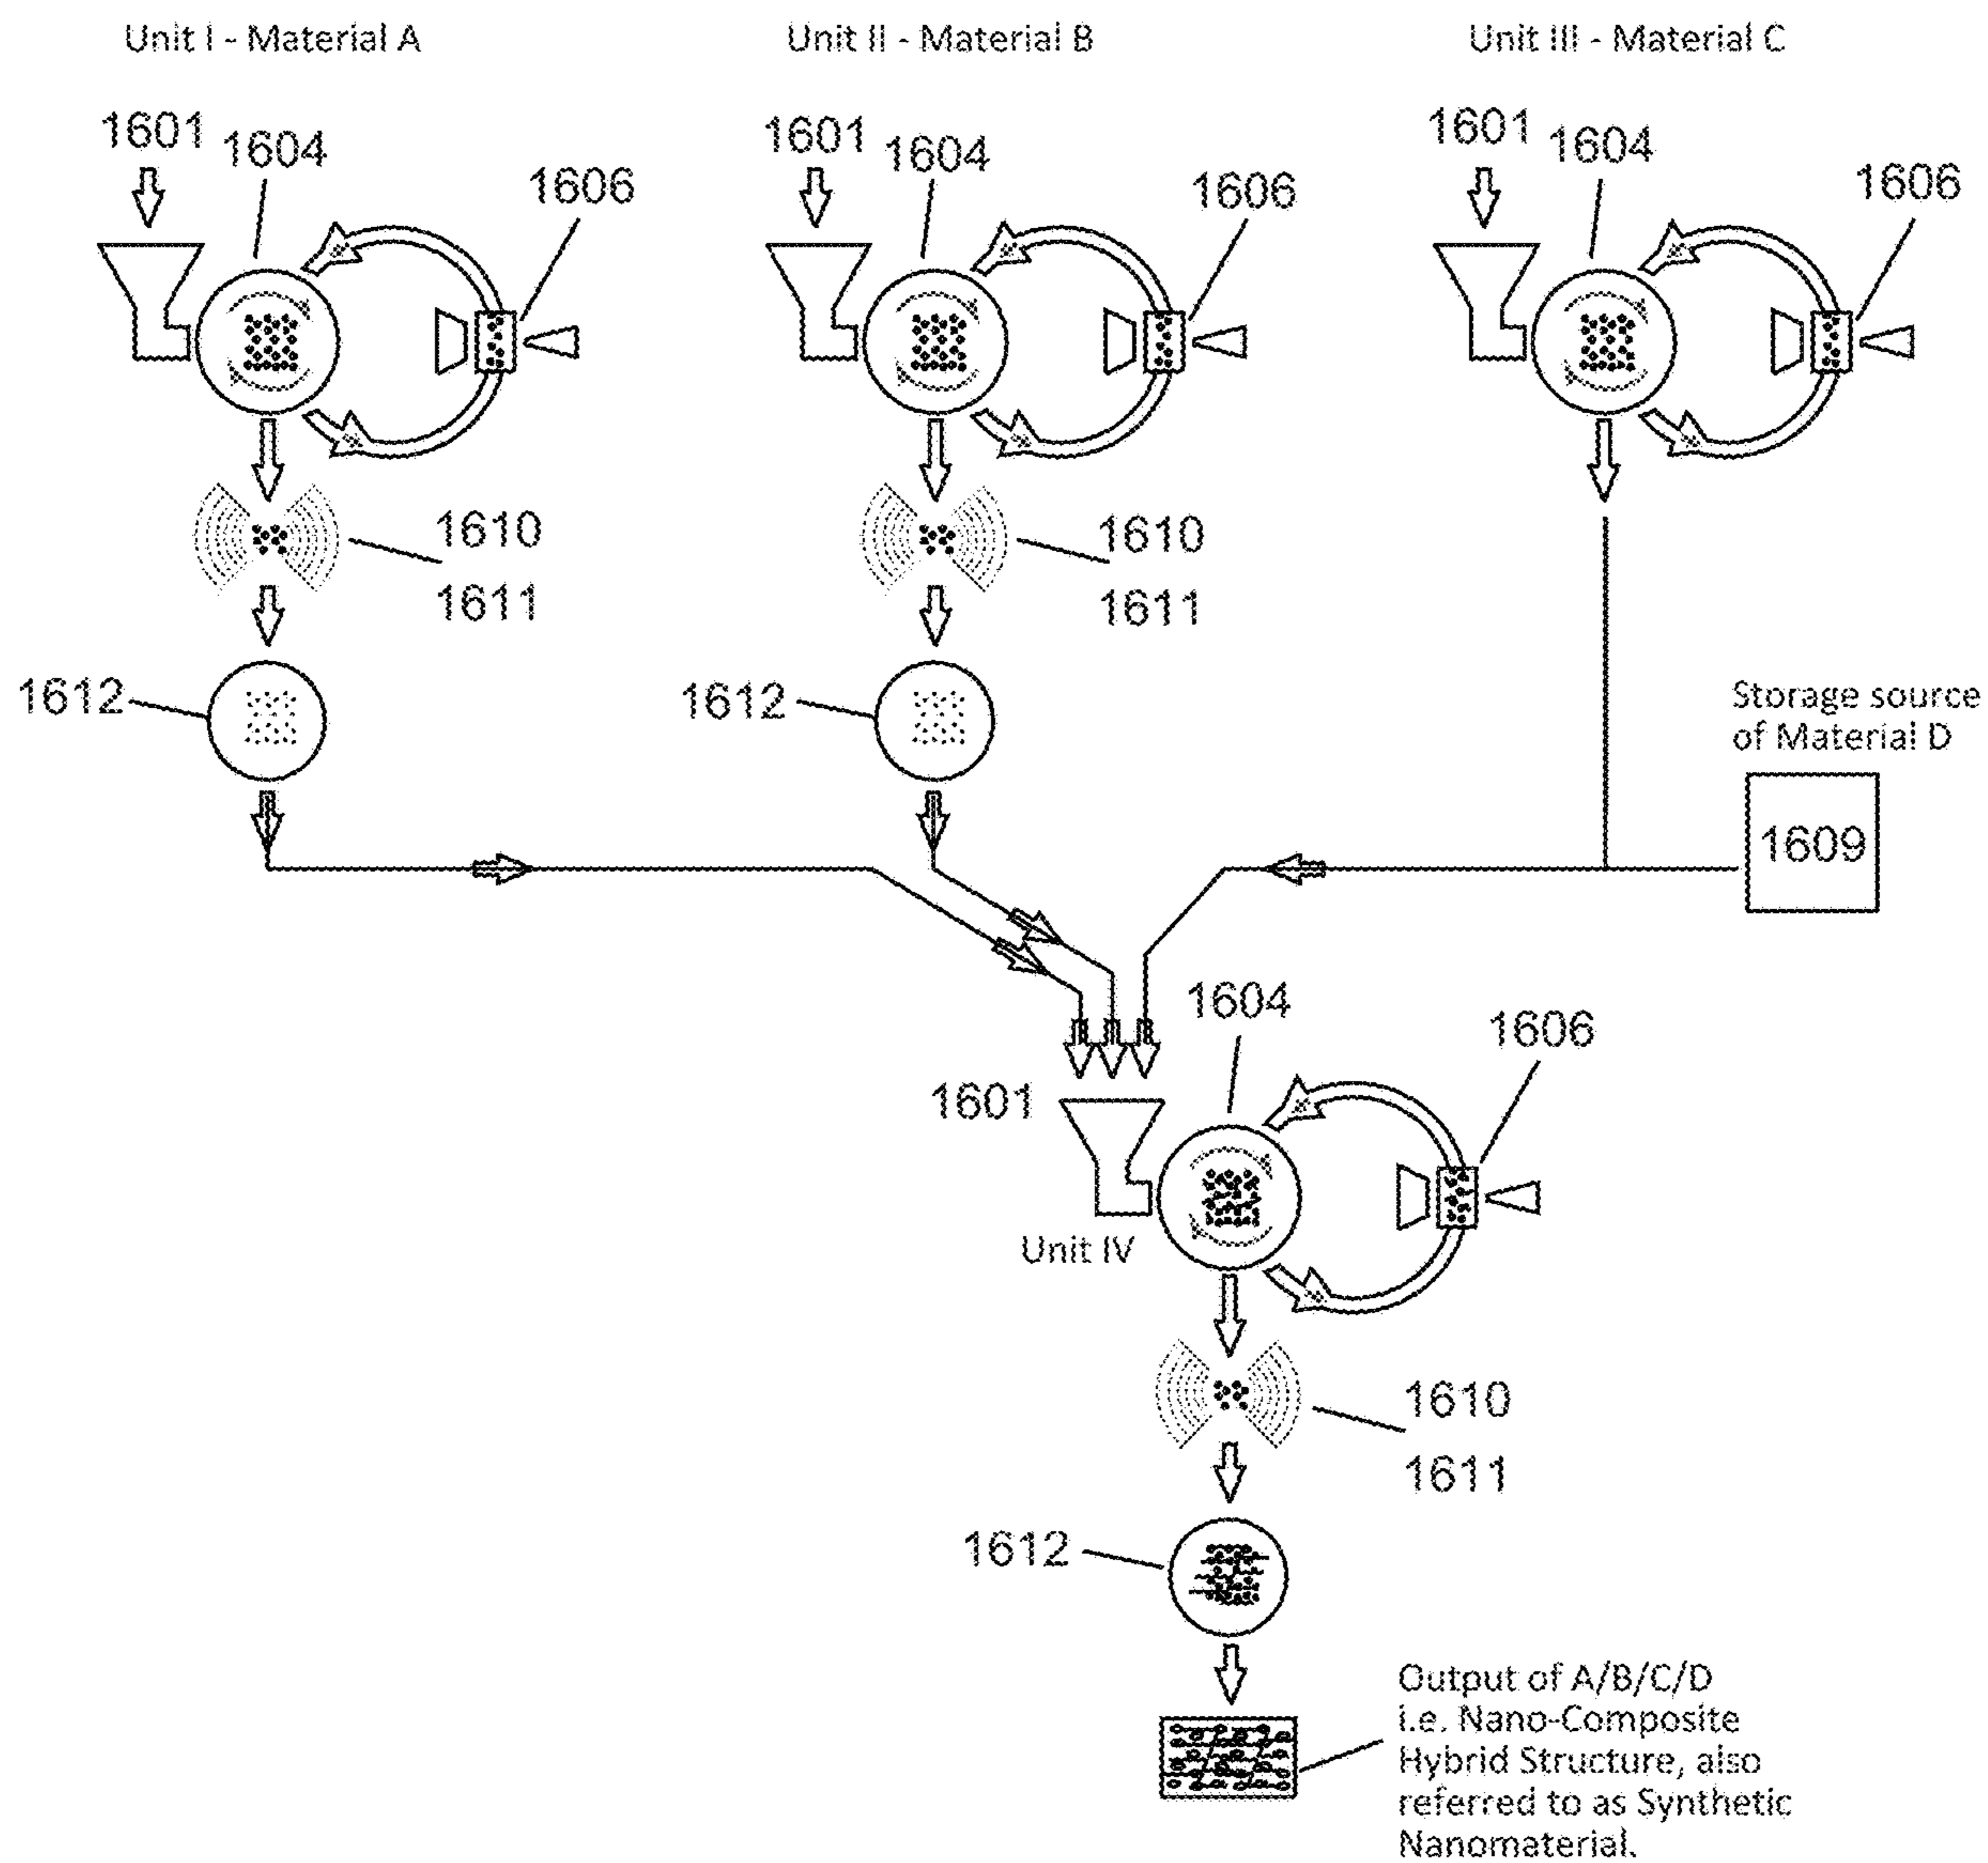 Unit I - Material A
Unit II - Material B
Unit III - Material C
1601
1604
1606
1601
1604
1606
1601
1604
1606
1610
1611
1610
1611
1612
1612
Storage source
of Material D
1609
1604
1606
1601
Unit IV
1610
1611
1612
Output of A/B/C/D
i.e. Nano-Composite
Hybrid Structure, also
referred to as Synthetic
Nanomaterial.